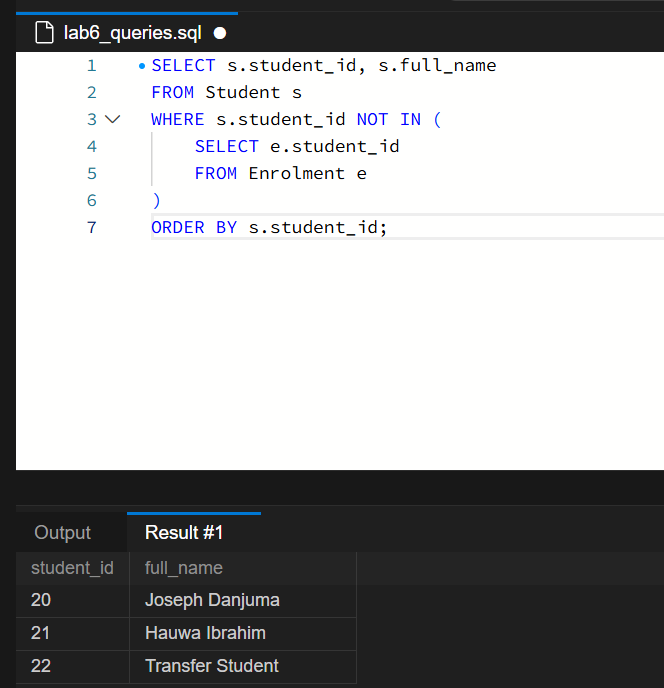 lab6_queries.sql
1 SELECT s.student_id, s.full_name
2 FROM Student s
3 WHERE s.student_id NOT IN (
4     SELECT e.student_id
5     FROM Enrolment e
6 )
7 ORDER BY s.student_id;
Output Result #1
student_id full_name
20 Joseph Danjuma
21 Hauwa Ibrahim
22 Transfer Student